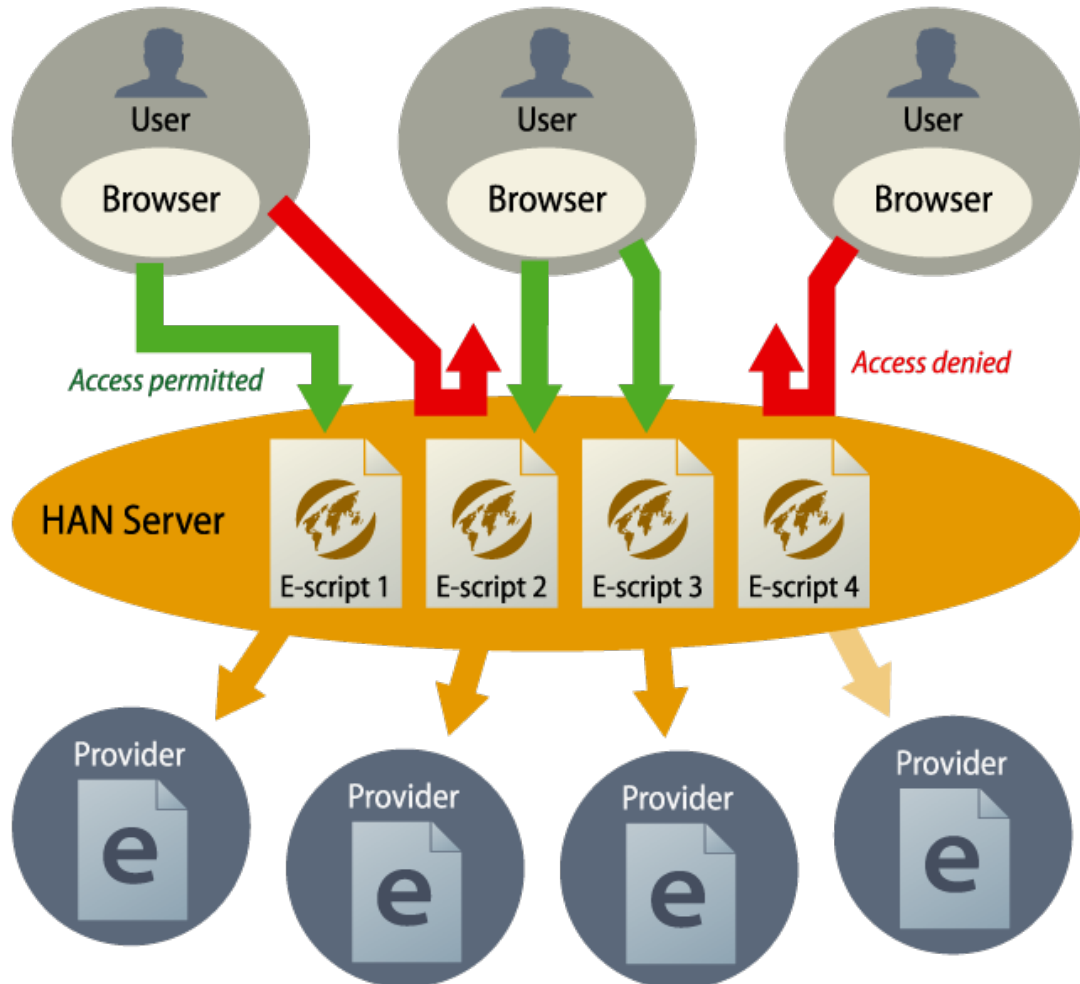 User
Browser
User
Browser
User
Browser
Access permitted
Access denied
HAN Server
E-script 1
E-script 2
E-script 3
E-script 4
Provider
e
Provider
e
Provider
e
Provider
e